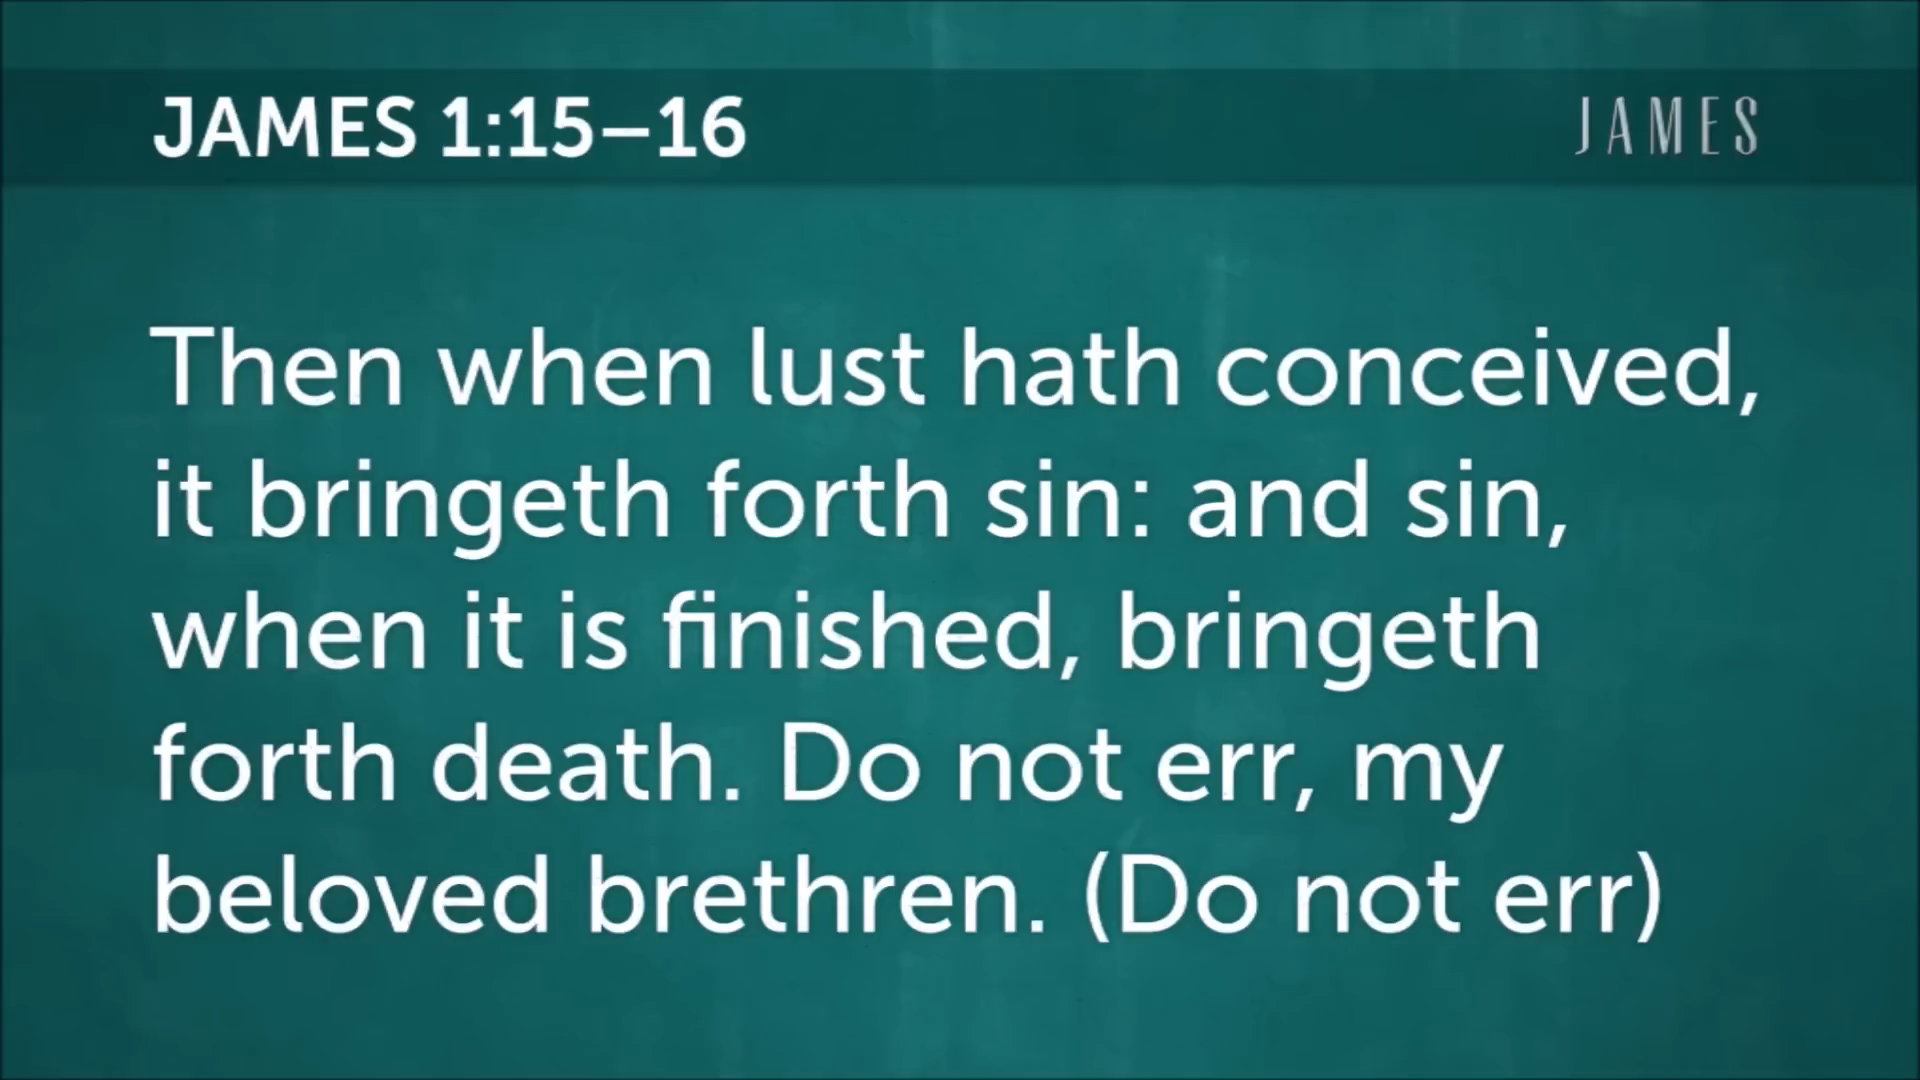 JAMES 1:15–16
JAMES
Then when lust hath conceived,
it bringeth forth sin: and sin,
when it is finished, bringeth
forth death. Do not err, my
beloved brethren. (Do not err)